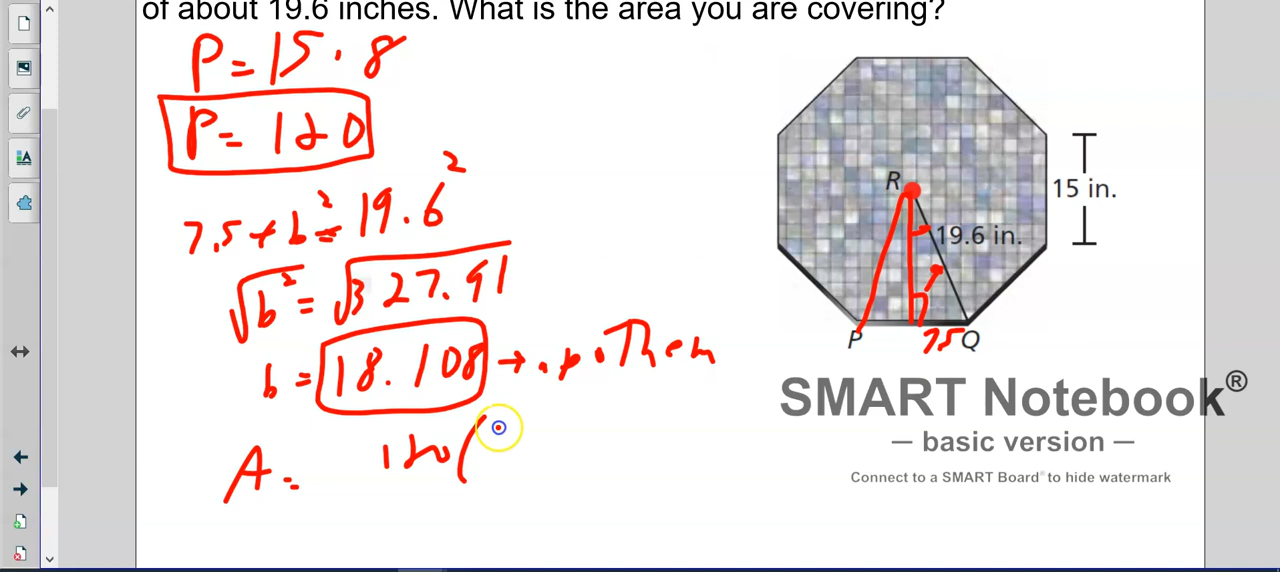 of about 19.6 inches. What is the area you are covering?
P = 15 · 8
P = 120
7.5 + b² = 19.6²
√b² = √327.91
b = 18.108 → apothem
A = 120(
R
19.6 in.
15 in.
P
7.5
Q
SMART Notebook®
— basic version —
Connect to a SMART Board® to hide watermark